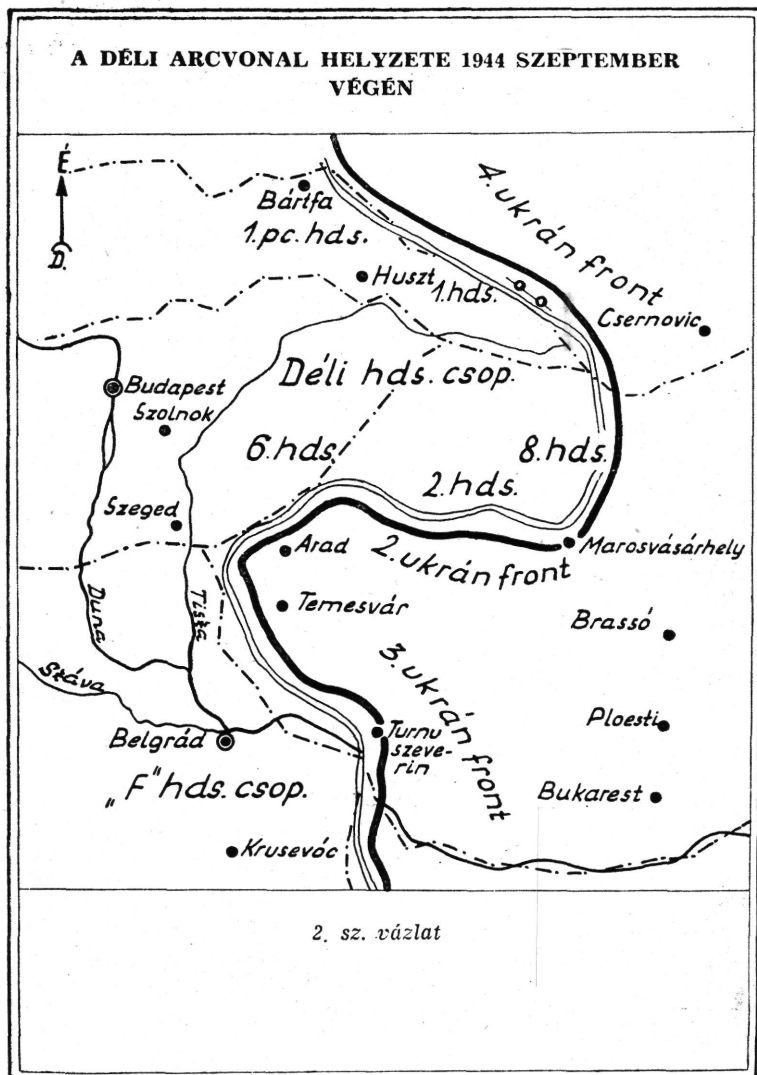 A DÉLI ARCVONAL HELYZETE 1944 SZEPTEMBER
VÉGÉN
É.
D.
Bártfa
1.pc.hds.
4. ukrán front
Huszt
1.hds.
Csernovic
Budapest
Déli hds. csop.
Szolnok
6.hds.
8.hds.
2.hds.
Szeged
Arad
2. ukrán front
Marosvásárhely
Duna
Tisza
Temesvár
Brassó
Száva
3. ukrán front
Belgrád
Turnu
szeve-
rin
Ploesti
„F" hds. csop.
Bukarest
Krusevác
2. sz. vázlat